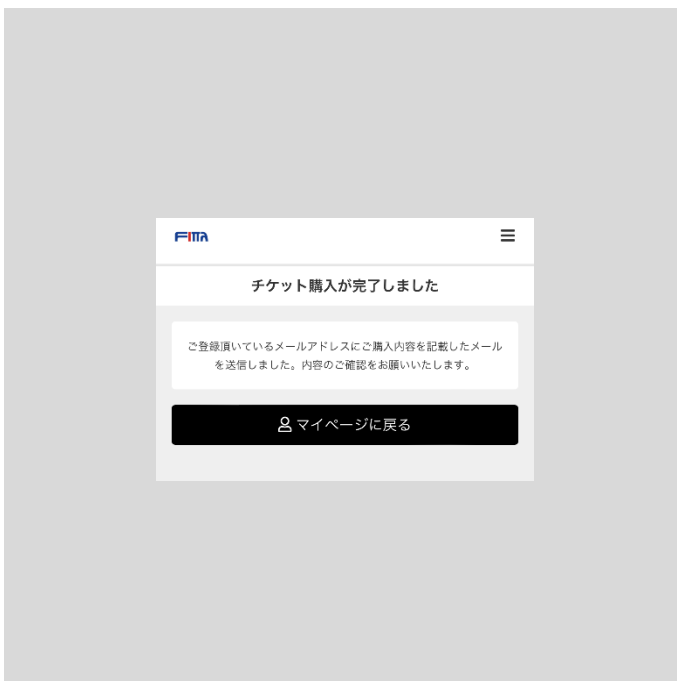 FITTA
チケット購入が完了しました
ご登録頂いているメールアドレスにご購入内容を記載したメール
を送信しました。内容のご確認をお願いいたします。
マイページに戻る